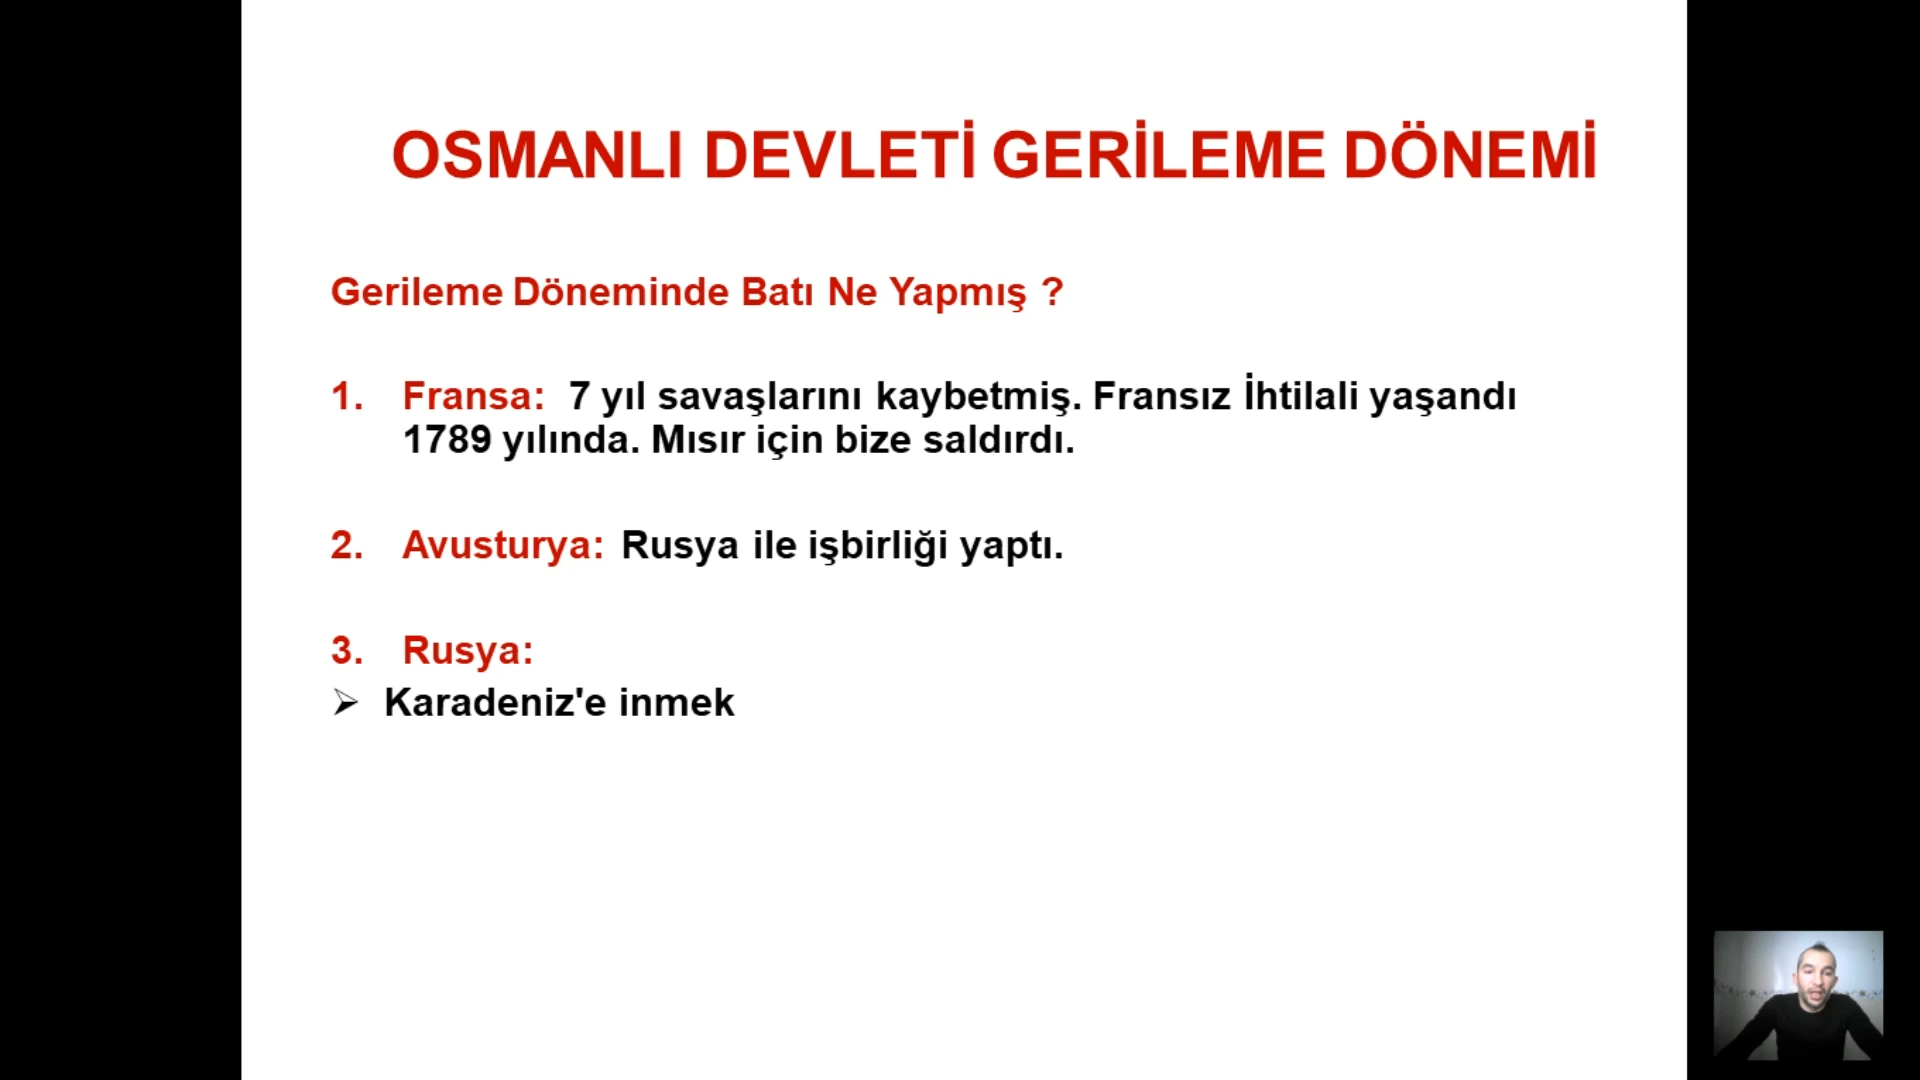 OSMANLI DEVLETİ GERİLEME DÖNEMİ
Gerileme Döneminde Batı Ne Yapmış ?
1. Fransa: 7 yıl savaşlarını kaybetmiş. Fransız İhtilali yaşandı
1789 yılında. Mısır için bize saldırdı.
2. Avusturya: Rusya ile işbirliği yaptı.
3. Rusya:
➢ Karadeniz'e inmek